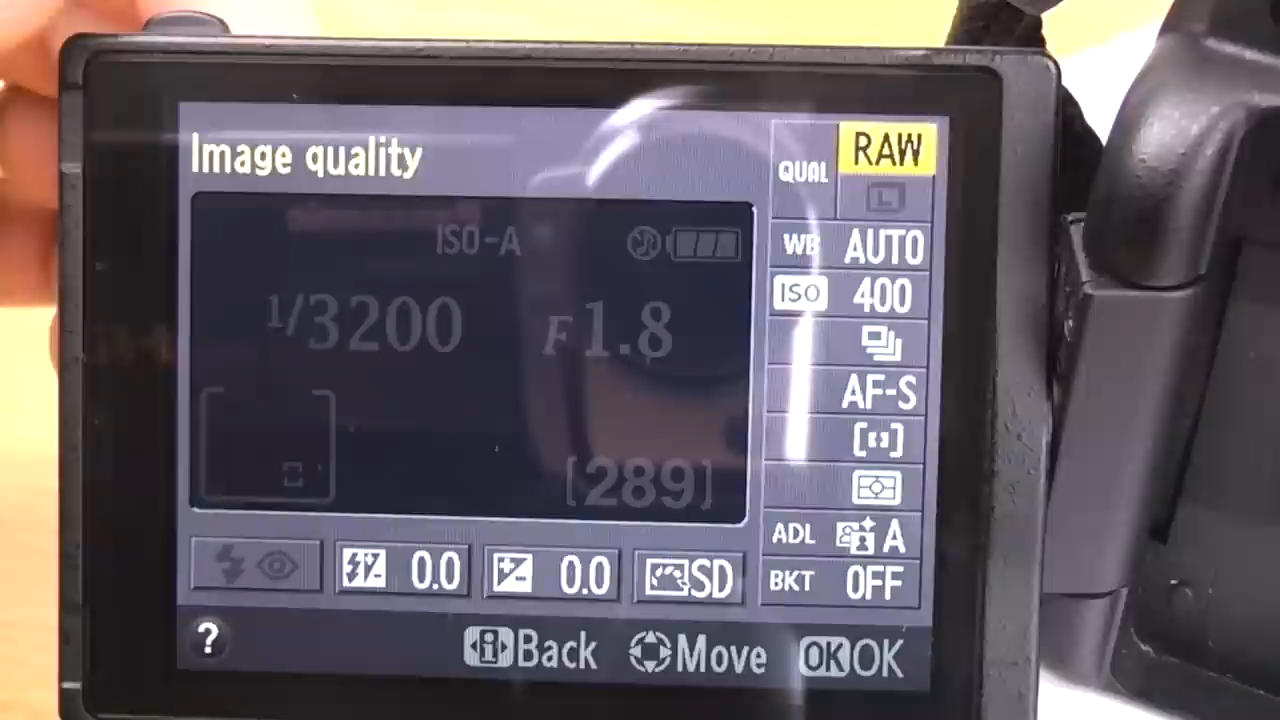 Image quality
QUAL RAW
L
ISO-A
WB AUTO
ISO 400
1/3200 F1.8
AF-S
[289]
ADL A
BKT OFF
0.0 0.0 SD
? i Back Move OK OK